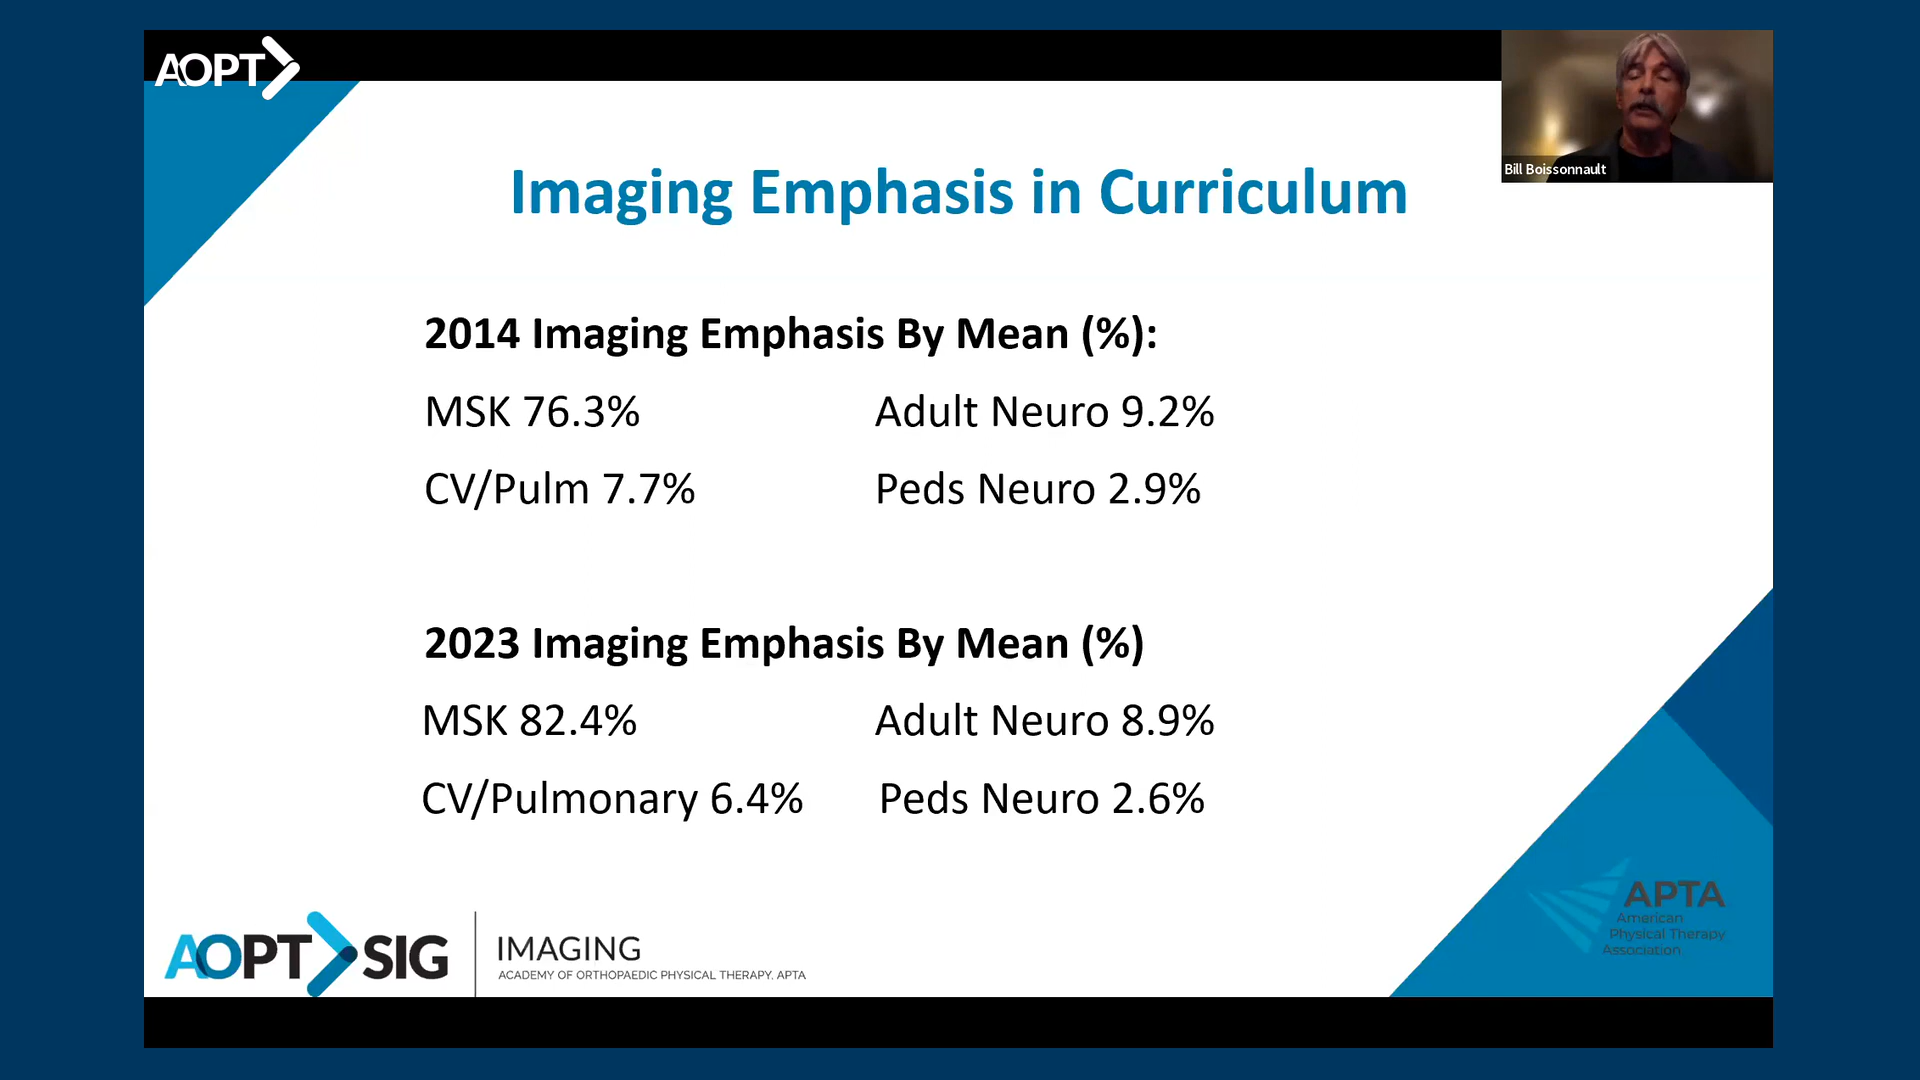 AOPT
Bill Boissonnault
Imaging Emphasis in Curriculum
2014 Imaging Emphasis By Mean (%):
MSK 76.3% Adult Neuro 9.2%
CV/Pulm 7.7% Peds Neuro 2.9%
2023 Imaging Emphasis By Mean (%)
MSK 82.4% Adult Neuro 8.9%
CV/Pulmonary 6.4% Peds Neuro 2.6%
AOPT SIG
IMAGING
ACADEMY OF ORTHOPAEDIC PHYSICAL THERAPY, APTA
APTA
American
Physical Therapy
Association